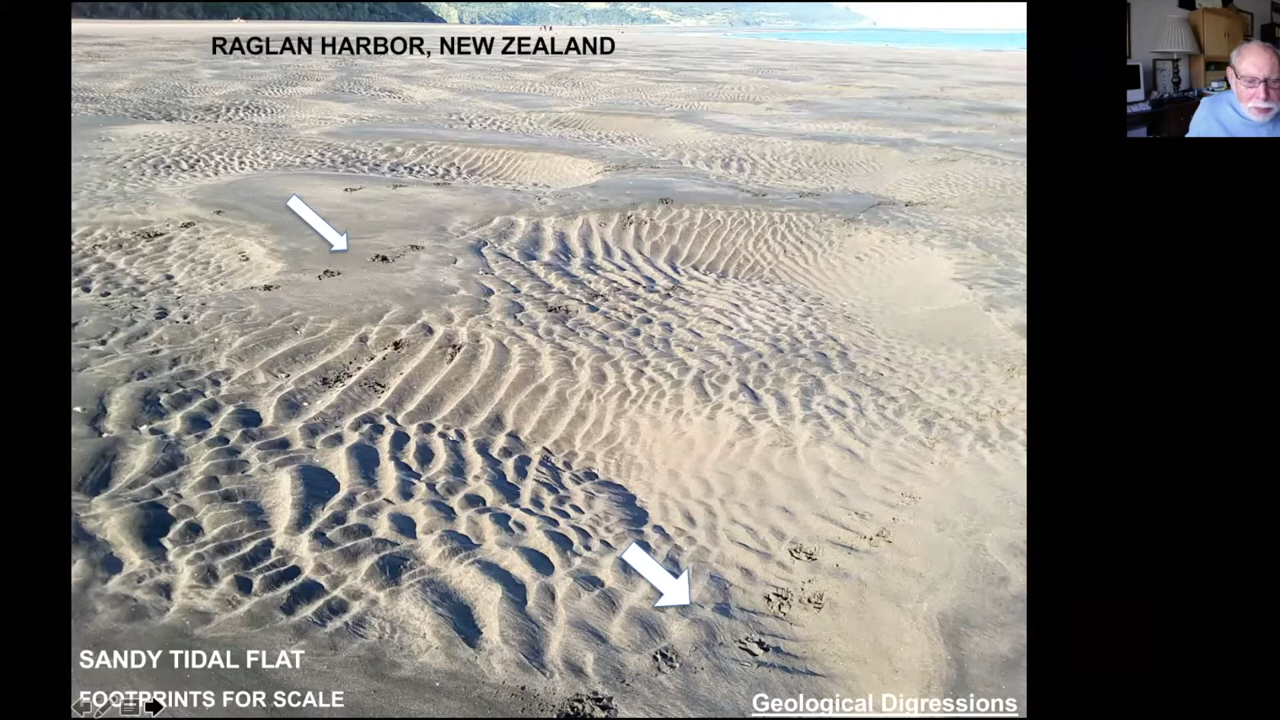 RAGLAN HARBOR, NEW ZEALAND
SANDY TIDAL FLAT
FOOTPRINTS FOR SCALE
Geological Digressions